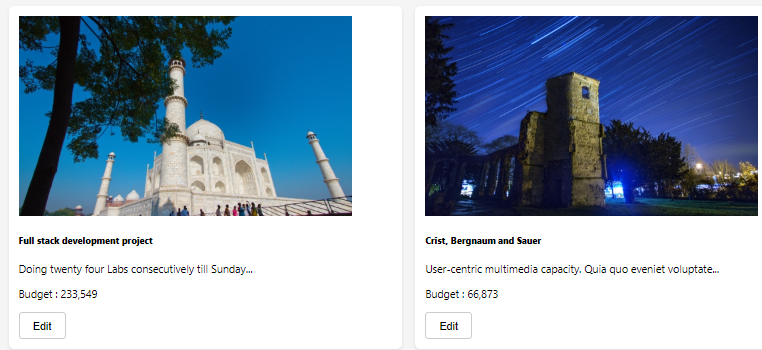 Full stack development project
Doing twenty four Labs consecutively till Sunday...
Budget : 233,549
Edit
Crist, Bergnaum and Sauer
User-centric multimedia capacity. Quia quo eveniet voluptate...
Budget : 66,873
Edit